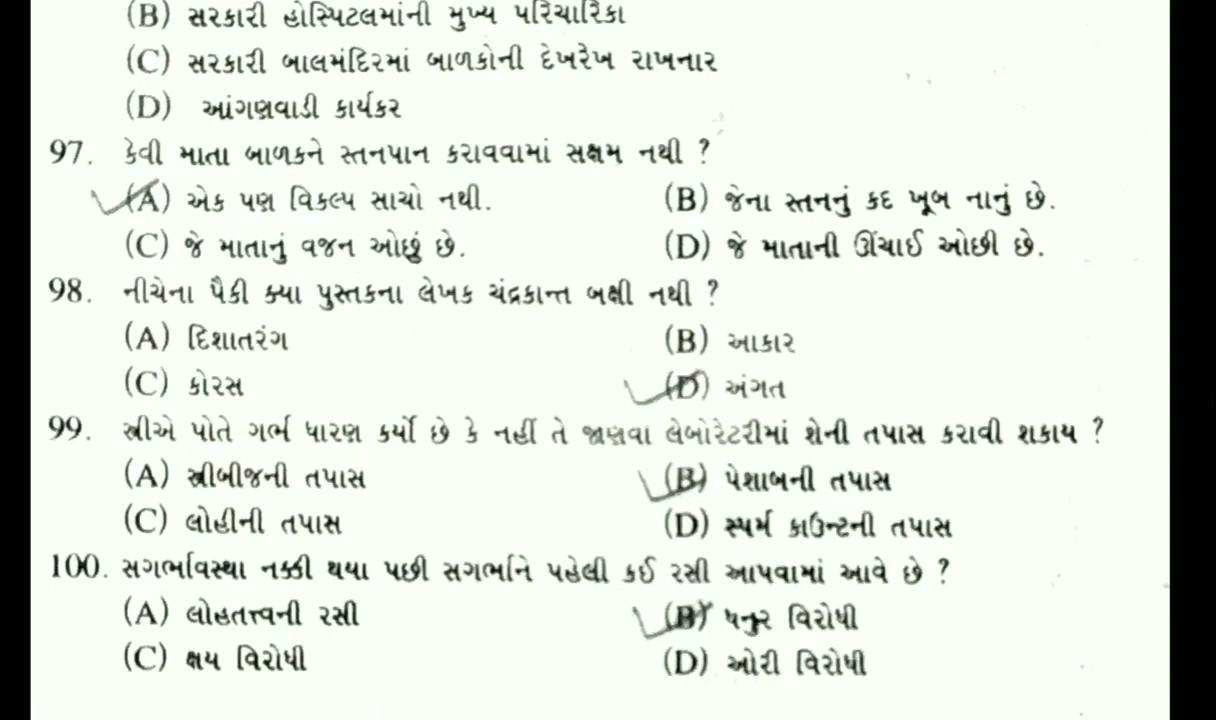 (B) સરકારી હોસ્પિટલમાંની મુખ્ય પરિચારિકા
(C) સરકારી બાલમંદિરમાં બાળકોની દેખરેખ રાખનાર
(D) આંગણવાડી કાર્યકર
97. કેવી માતા બાળકને સ્તનપાન કરાવવામાં સક્ષમ નથી ?
(A) એક પણ વિકલ્પ સાચો નથી. (B) જેના સ્તનનું કદ ખૂબ નાનું છે.
(C) જે માતાનું વજન ઓછું છે. (D) જે માતાની ઊંચાઈ ઓછી છે.
98. નીચેના પૈકી ક્યા પુસ્તકના લેખક ચંદ્રકાન્ત બક્ષી નથી ?
(A) દિશાતરંગ (B) આકાર
(C) કોરસ (D) અંગત
99. સ્ત્રીએ પોતે ગર્ભ ધારણ કર્યો છે કે નહીં તે જાણવા લેબોરેટરીમાં શેની તપાસ કરાવી શકાય ?
(A) સ્ત્રીબીજની તપાસ (B) પેશાબની તપાસ
(C) લોહીની તપાસ (D) સ્પર્મ કાઉન્ટની તપાસ
100. સગર્ભાવસ્થા નક્કી થયા પછી સગર્ભાને પહેલી કઈ રસી આપવામાં આવે છે ?
(A) લોહતત્ત્વની રસી (B) ધનુર વિરોધી
(C) ક્ષય વિરોધી (D) ઓરી વિરોધી